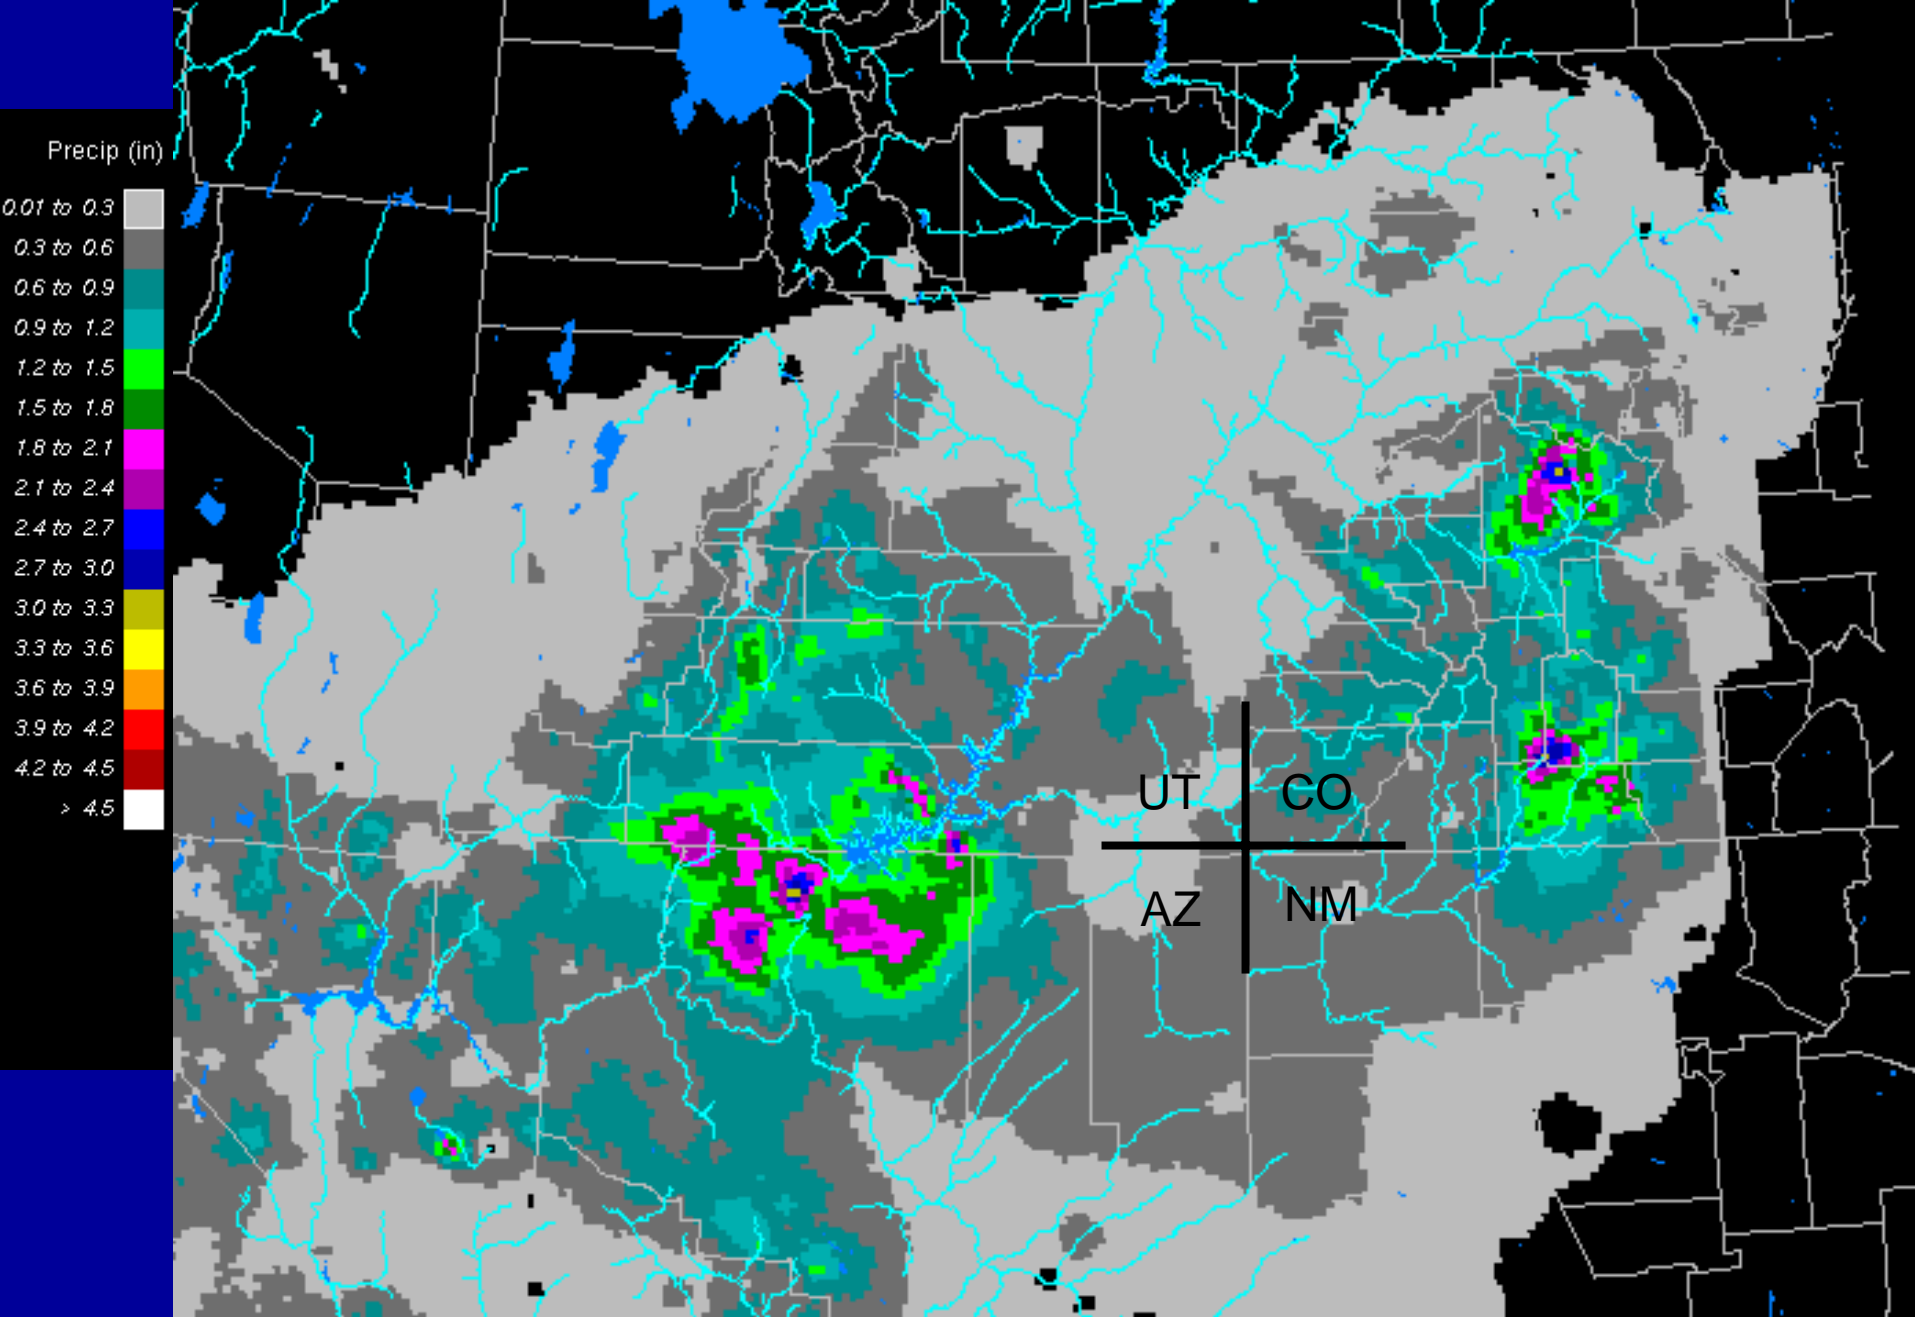 Precip (in)
0.01 to 0.3
0.3 to 0.6
0.6 to 0.9
0.9 to 1.2
1.2 to 1.5
1.5 to 1.8
1.8 to 2.1
2.1 to 2.4
2.4 to 2.7
2.7 to 3.0
3.0 to 3.3
3.3 to 3.6
3.6 to 3.9
3.9 to 4.2
4.2 to 4.5
> 4.5
UT CO
AZ NM